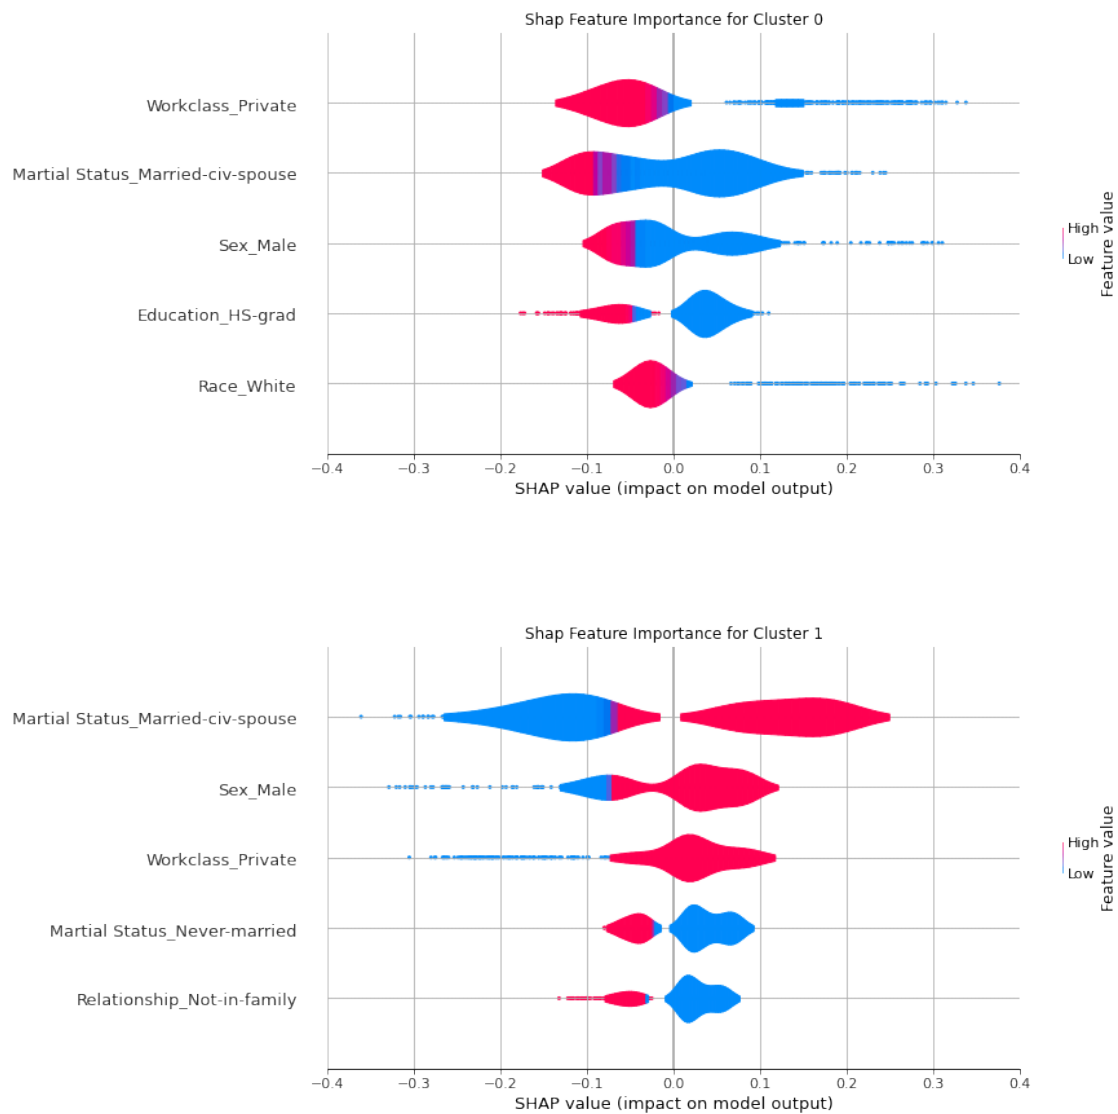 Shap Feature Importance for Cluster 0
Workclass_Private
Martial Status_Married-civ-spouse
Sex_Male
Education_HS-grad
Race_White
−0.4 −0.3 −0.2 −0.1 0.0 0.1 0.2 0.3 0.4
SHAP value (impact on model output)
High
Low
Feature value
Shap Feature Importance for Cluster 1
Martial Status_Married-civ-spouse
Sex_Male
Workclass_Private
Martial Status_Never-married
Relationship_Not-in-family
−0.4 −0.3 −0.2 −0.1 0.0 0.1 0.2 0.3 0.4
SHAP value (impact on model output)
High
Low
Feature value